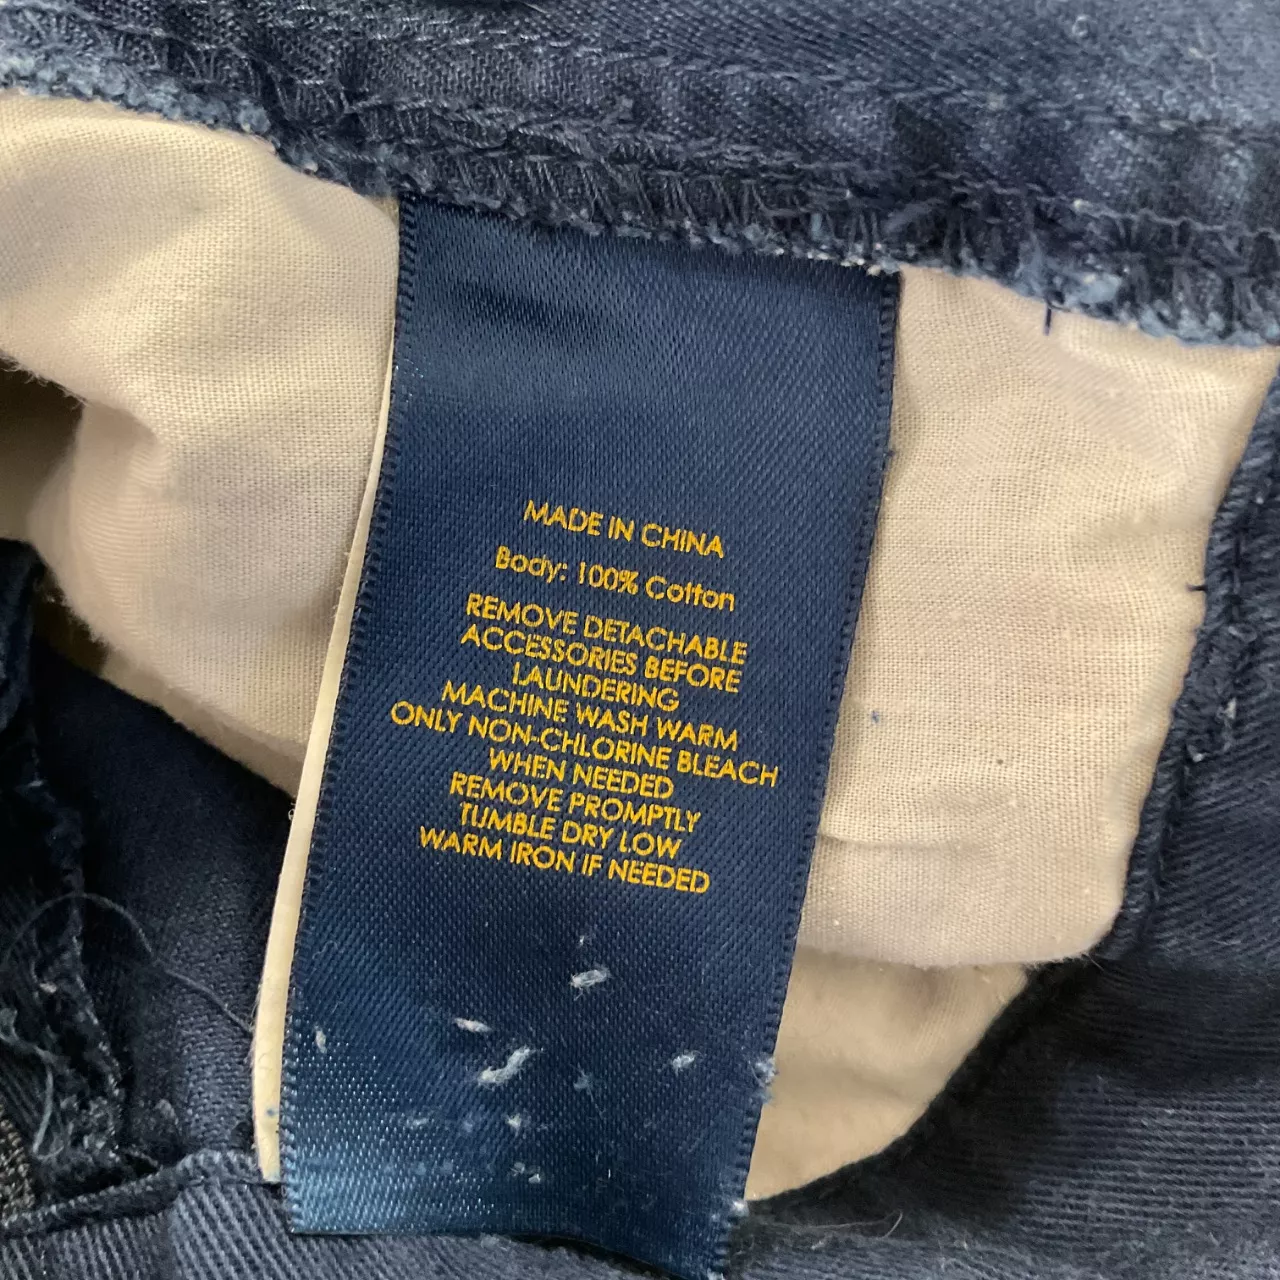 MADE IN CHINA
Body: 100% Cotton
REMOVE DETACHABLE
ACCESSORIES BEFORE
LAUNDERING
MACHINE WASH WARM
ONLY NON-CHLORINE BLEACH
WHEN NEEDED
REMOVE PROMPTLY
TUMBLE DRY LOW
WARM IRON IF NEEDED